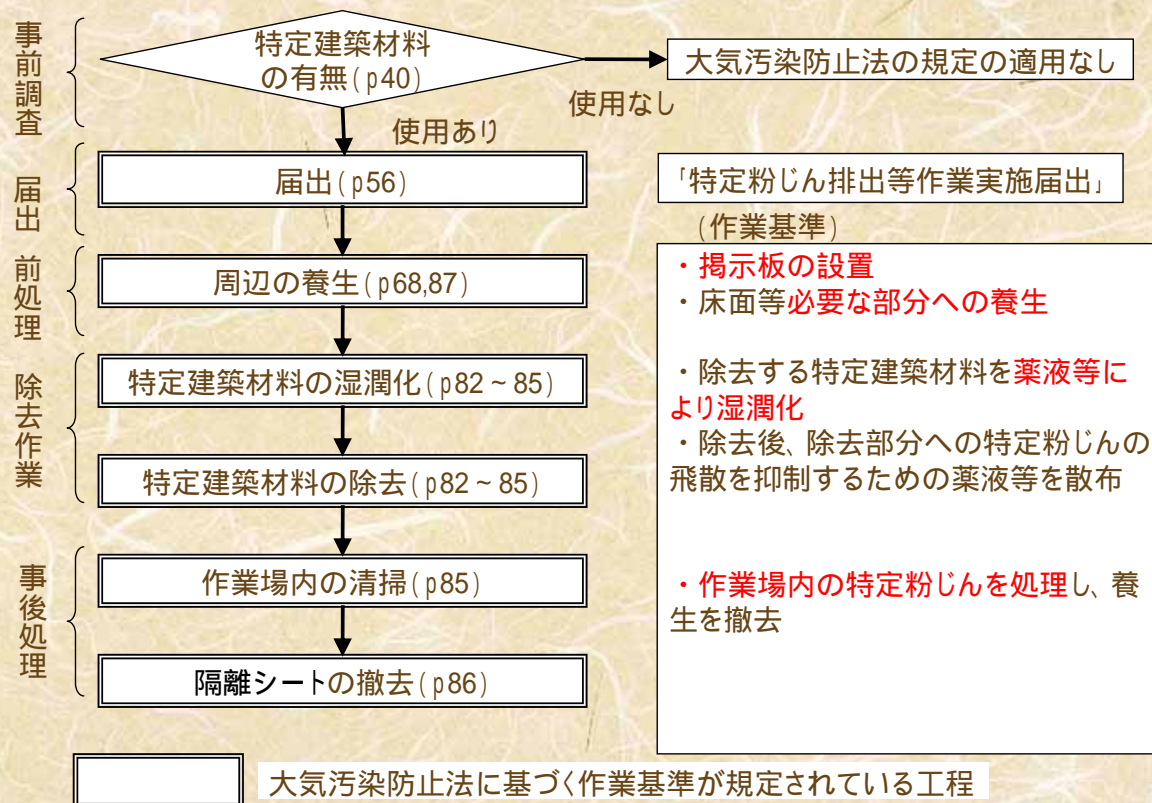 事前調査
特定建築材料
の有無(p40)
大気汚染防止法の規定の適用なし
使用なし
使用あり
届出
届出(p56)
「特定粉じん排出等作業実施届出」
(作業基準)
前処理
周辺の養生(p68,87)
・掲示板の設置
・床面等必要な部分への養生
除去作業
特定建築材料の湿潤化(p82~85)
・除去する特定建築材料を薬液等に
より湿潤化
特定建築材料の除去(p82~85)
・除去後、除去部分への特定粉じんの
飛散を抑制するための薬液等を散布
事後処理
作業場内の清掃(p85)
・作業場内の特定粉じんを処理し、養
生を撤去
隔離シートの撤去(p86)
大気汚染防止法に基づく作業基準が規定されている工程